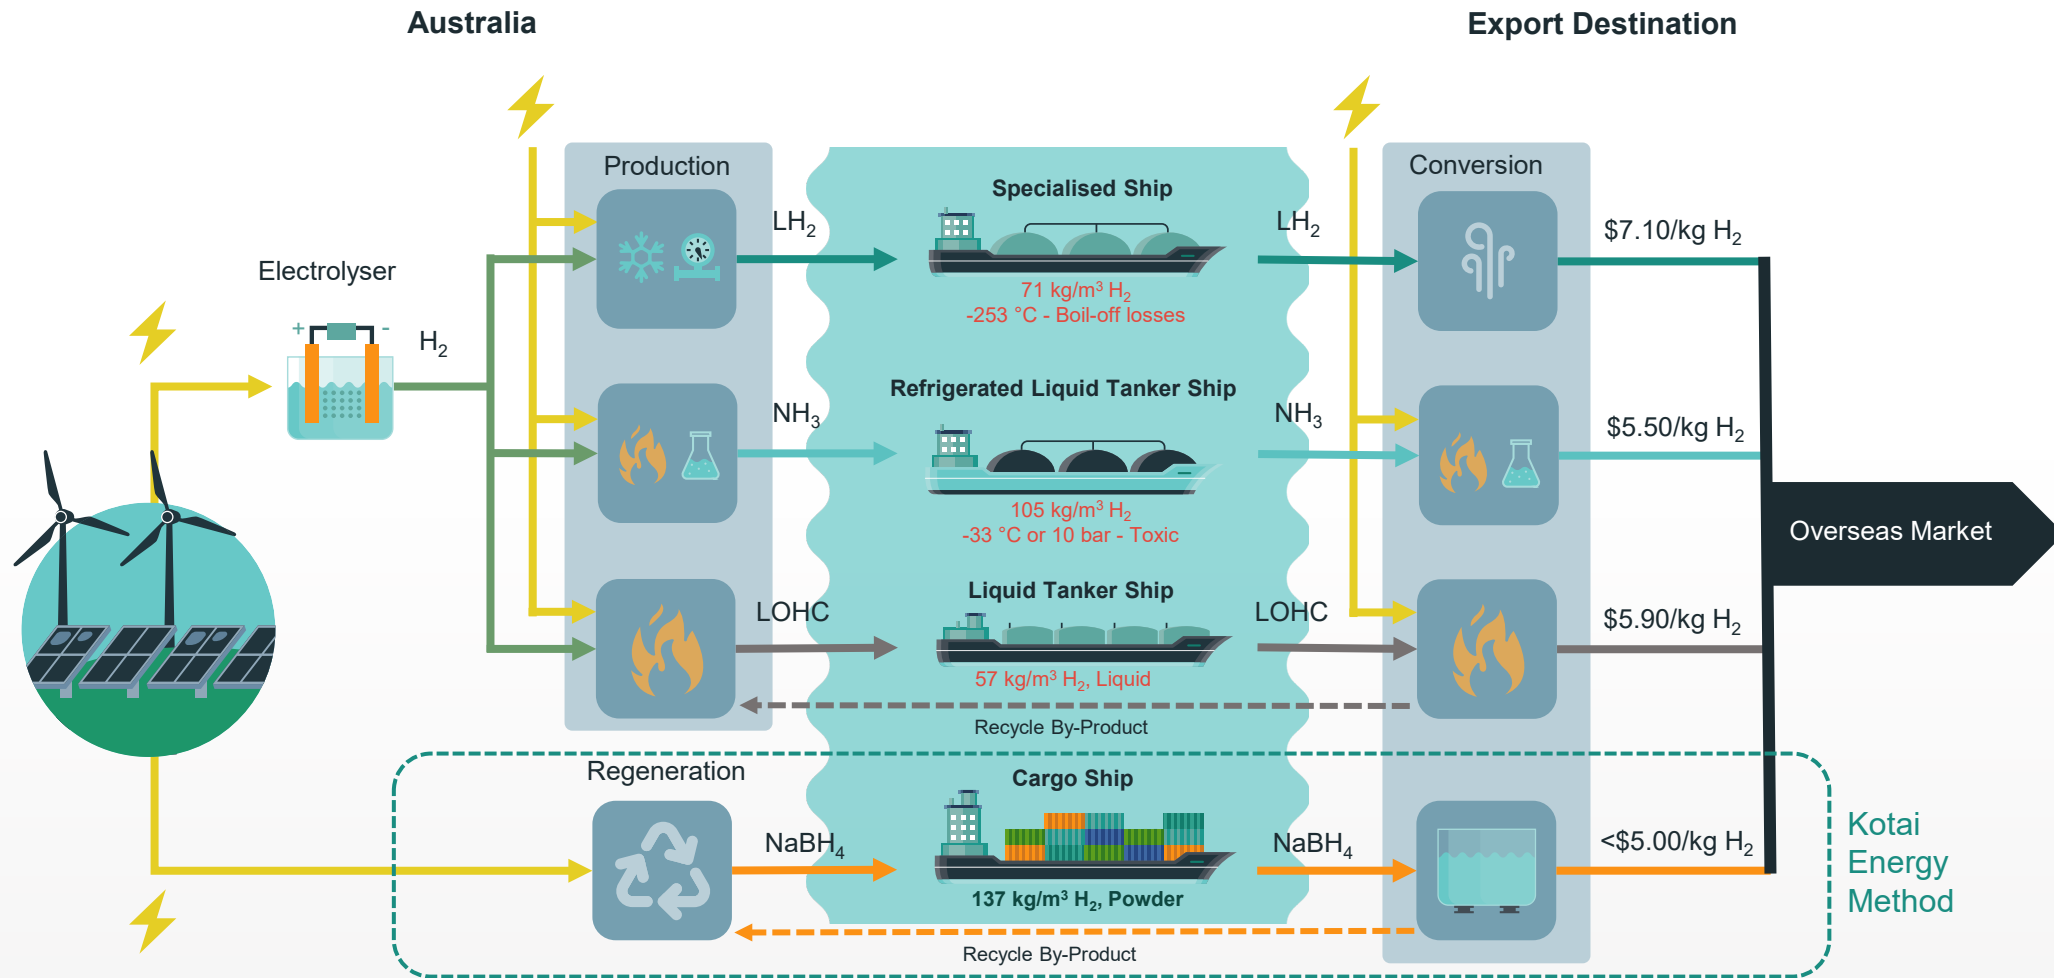 Australia
Export Destination
Production
Conversion
Specialised Ship
LH₂
LH₂
$7.10/kg H₂
71 kg/m³ H₂
-253 °C - Boil-off losses
Electrolyser
+ -
H₂
Refrigerated Liquid Tanker Ship
NH₃
NH₃
$5.50/kg H₂
105 kg/m³ H₂
-33 °C or 10 bar - Toxic
Overseas Market
Liquid Tanker Ship
LOHC
LOHC
$5.90/kg H₂
57 kg/m³ H₂, Liquid
Recycle By-Product
Regeneration
Cargo Ship
NaBH₄
NaBH₄
<$5.00/kg H₂
137 kg/m³ H₂, Powder
Recycle By-Product
Kotai
Energy
Method